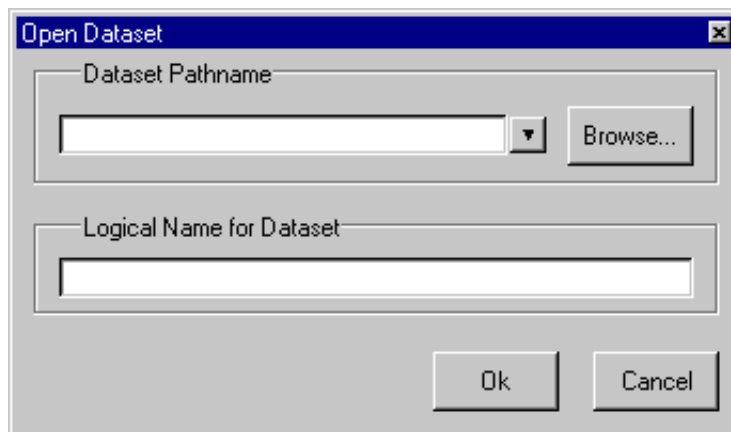 Open Dataset
Dataset Pathname
Browse...
Logical Name for Dataset
Ok
Cancel